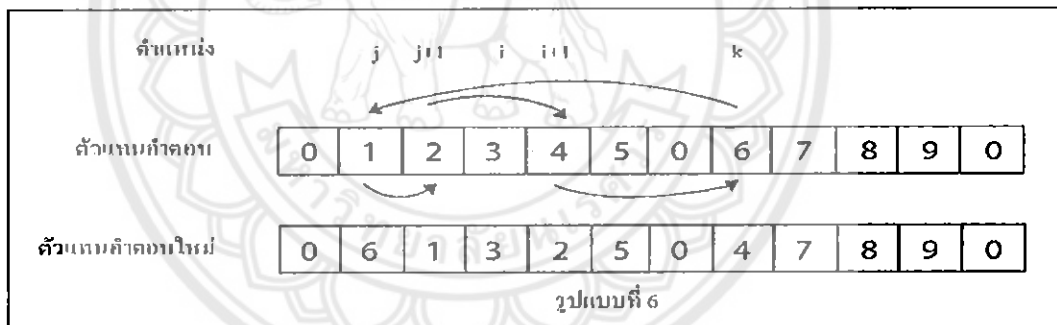 ตำแหน่ง j j+1 i i+1 k
ตัวแทนคำตอบ 0 1 2 3 4 5 0 6 7 8 9 0
ตัวแทนคำตอบใหม่ 0 6 1 3 2 5 0 4 7 8 9 0
รูปแบบที่ 6